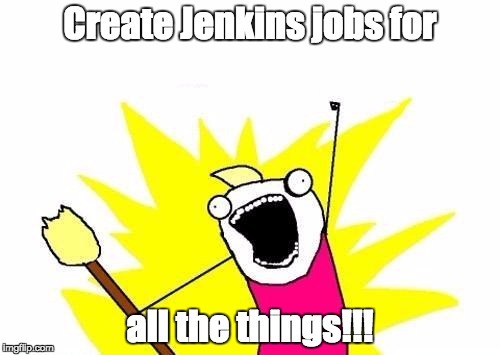 Create Jenkins jobs for
all the things!!!
imgflip.com